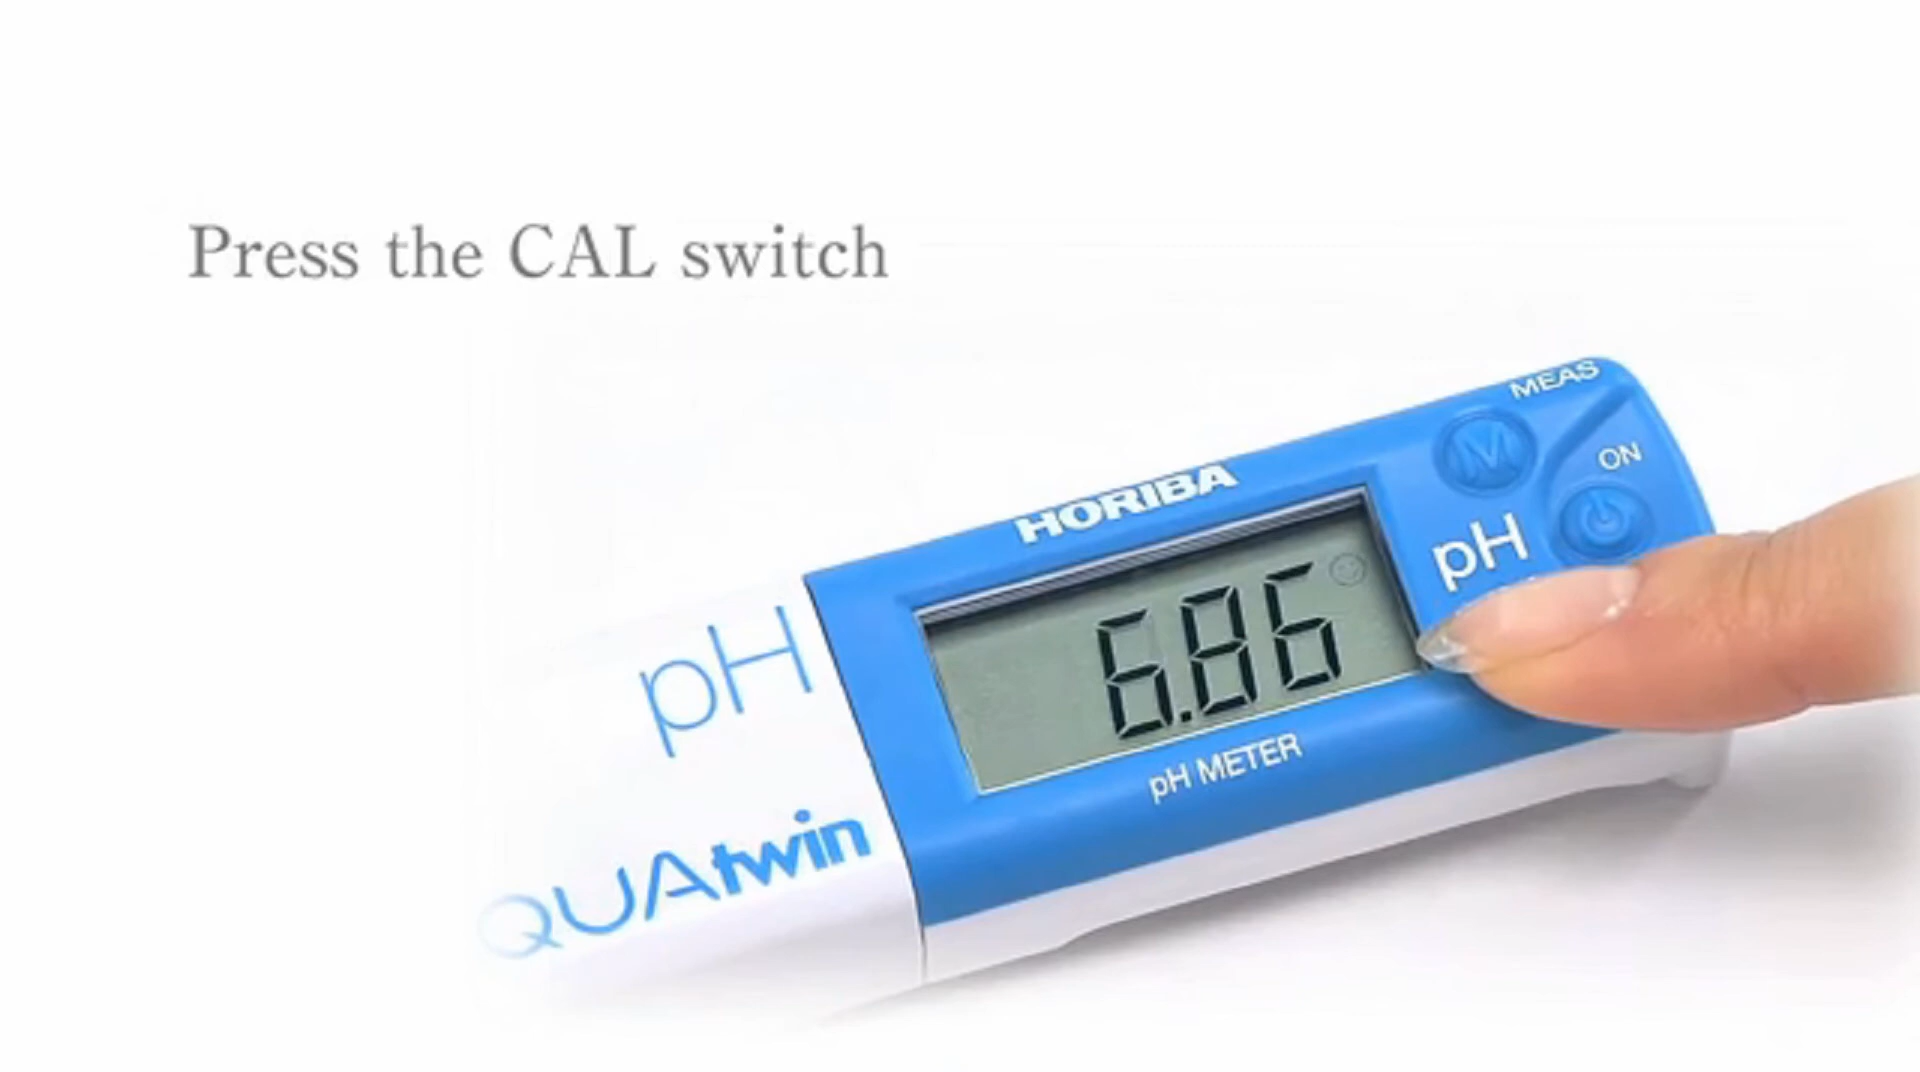 Press the CAL switch
MEAS
M
ON
HORIBA
pH
6.86
pH
pH METER
QUAtwin